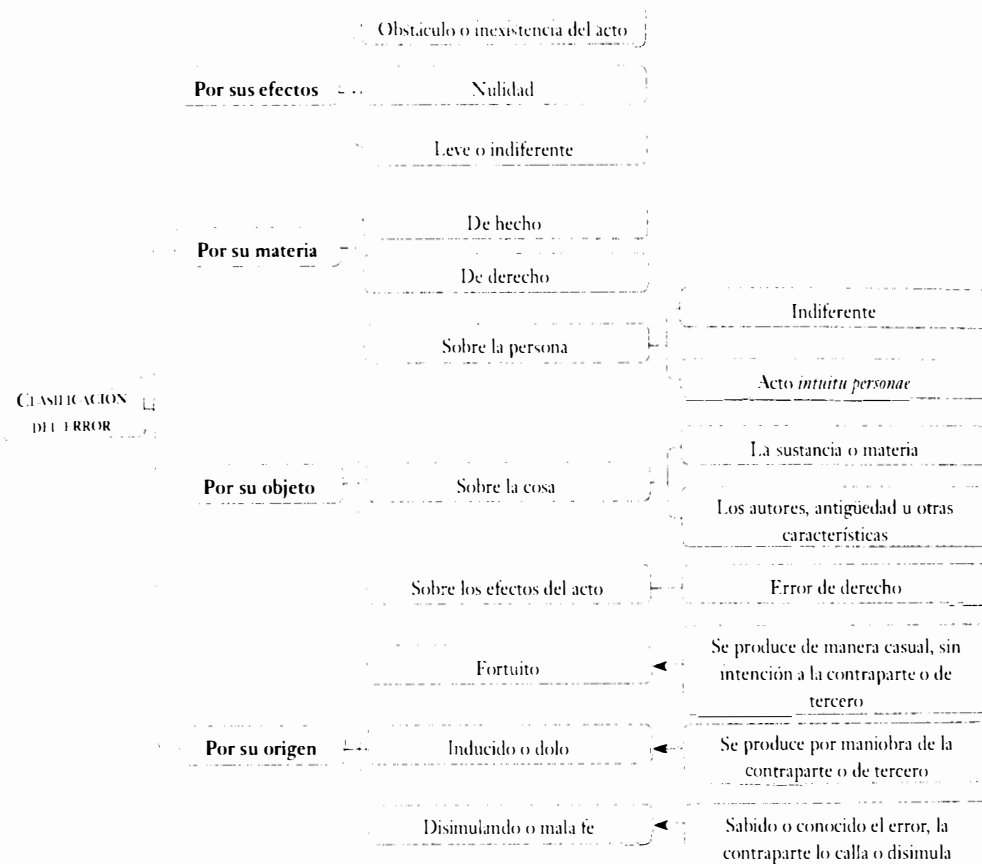 Obstáculo o inexistencia del acto
Por sus efectos
Nulidad
Leve o indiferente
De hecho
Por su materia
De derecho
Indiferente
Sobre la persona
Acto intuitu personae
CLASIFICACIÓN
DEL ERROR
La sustancia o materia
Por su objeto
Sobre la cosa
Los autores, antigüedad u otras
características
Sobre los efectos del acto
Error de derecho
Fortuito
Se produce de manera casual, sin
intención a la contraparte o de
tercero
Por su origen
Inducido o dolo
Se produce por maniobra de la
contraparte o de tercero
Disimulando o mala fe
Sabido o conocido el error, la
contraparte lo calla o disimula